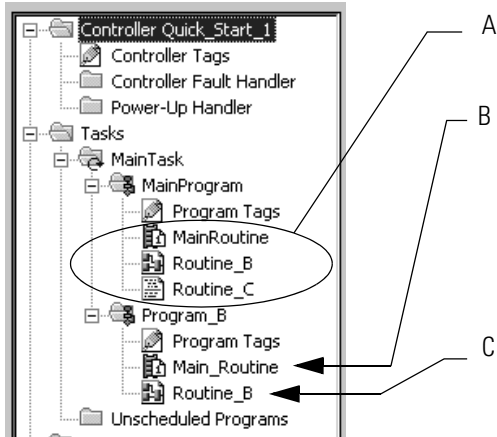 Controller Quick_Start_1
A
Controller Tags
Controller Fault Handler
Power-Up Handler
B
Tasks
MainTask
MainProgram
Program Tags
MainRoutine
Routine_B
Routine_C
Program_B
Program Tags
C
Main_Routine
Routine_B
Unscheduled Programs